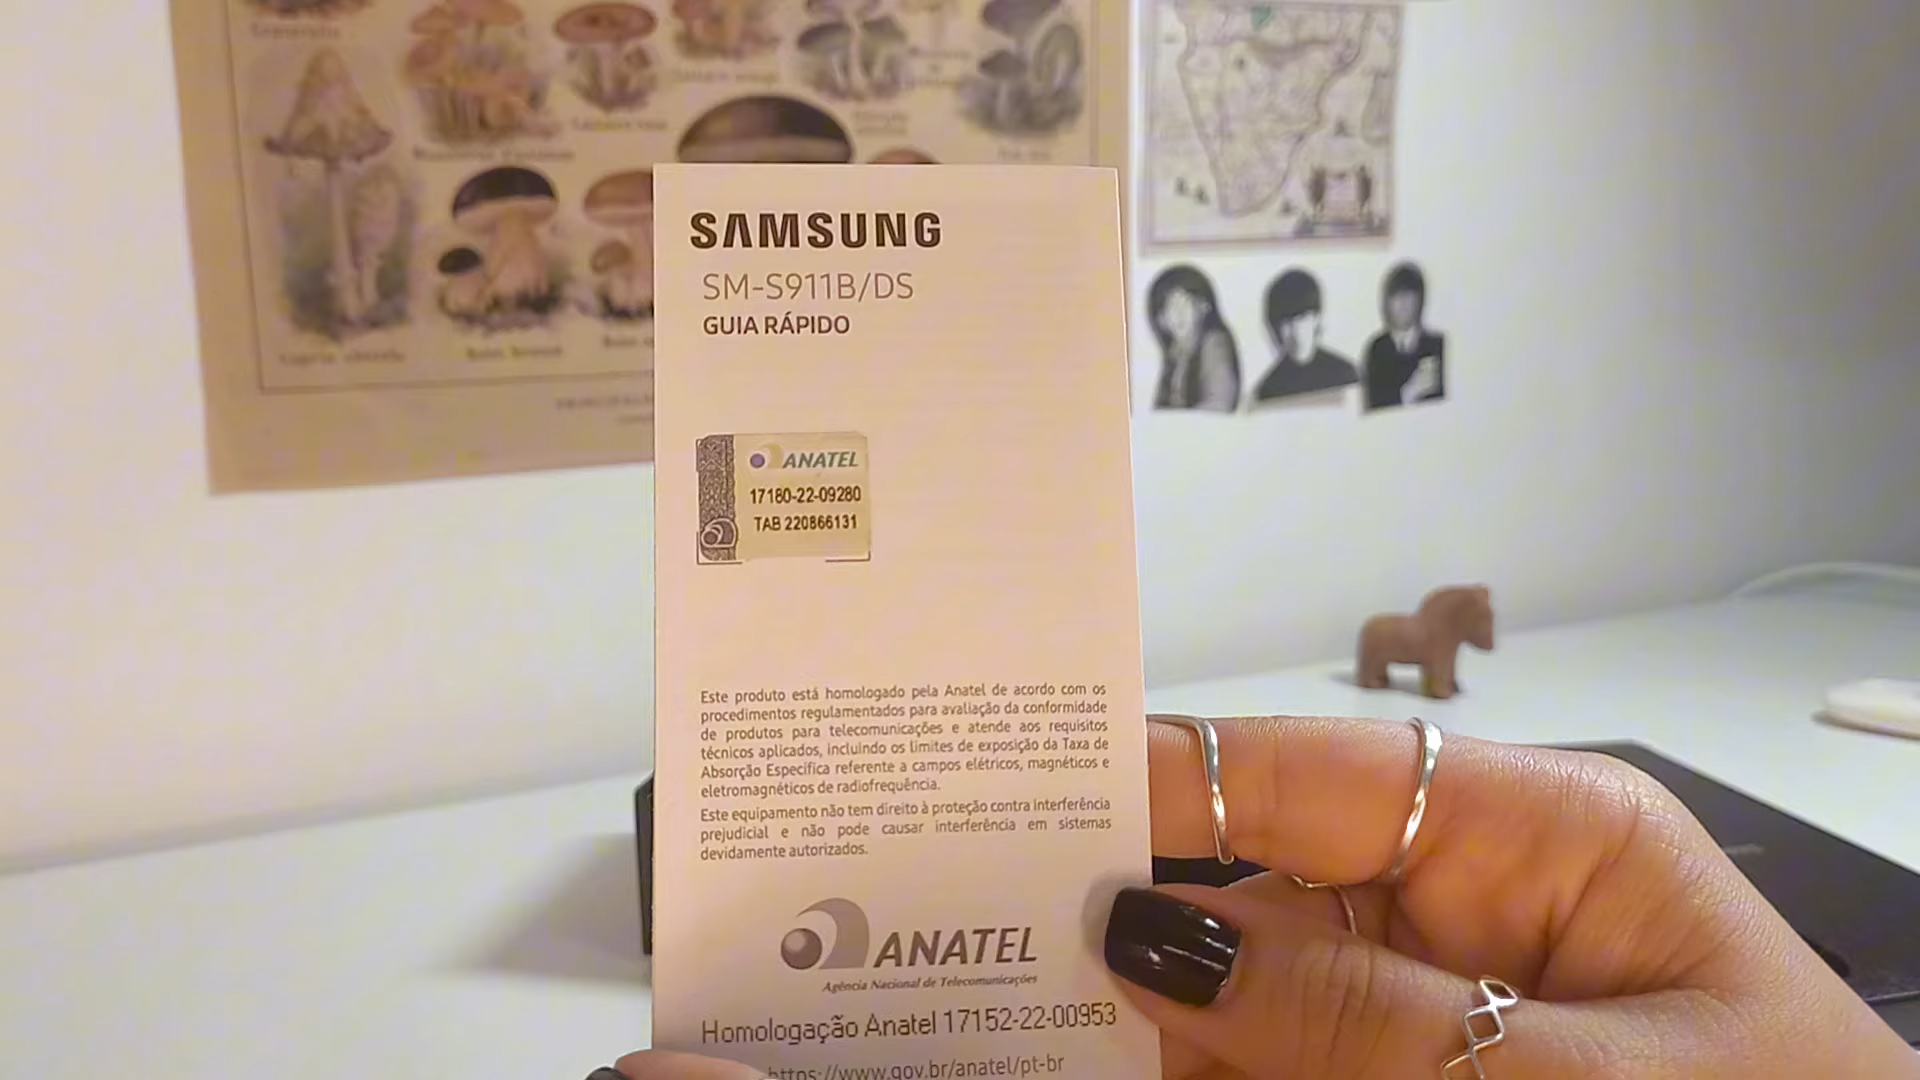 SAMSUNG
SM-S911B/DS
GUIA RÁPIDO
ANATEL
17180-22-09280
TAB 220866131
Este produto está homologado pela Anatel de acordo com os
procedimentos regulamentados para avaliação da conformidade
de produtos para telecomunicações e atende aos requisitos
técnicos aplicados, incluindo os limites de exposição da Taxa de
Absorção Específica referente a campos elétricos, magnéticos e
eletromagnéticos de radiofrequência.
Este equipamento não tem direito à proteção contra interferência
prejudicial e não pode causar interferência em sistemas
devidamente autorizados.
ANATEL
Agência Nacional de Telecomunicações
Homologação Anatel 17152-22-00953
https://www.gov.br/anatel/pt-br